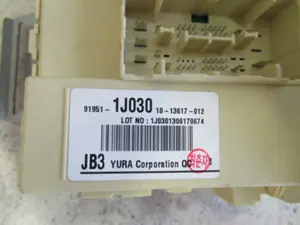 91951- 1J030 10-13617-012
LOT NO : 1J0301306170674
JB3 YURA Corporation QC